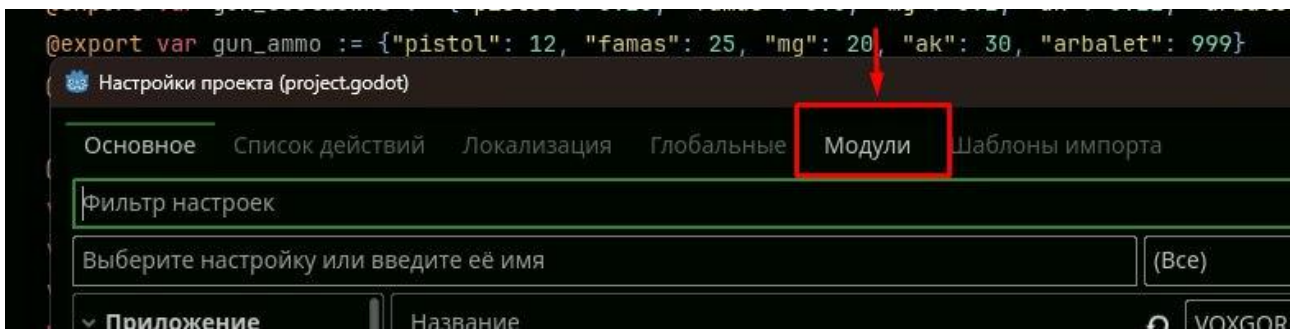 @export var gun_ammo := {"pistol": 12, "famas": 25, "mg": 20, "ak": 30, "arbalet": 999}
Настройки проекта (project.godot)
Основное Список действий Локализация Глобальные Модули Шаблоны импорта
Фильтр настроек
Выберите настройку или введите её имя (Все)
Приложение Название VOXGOR